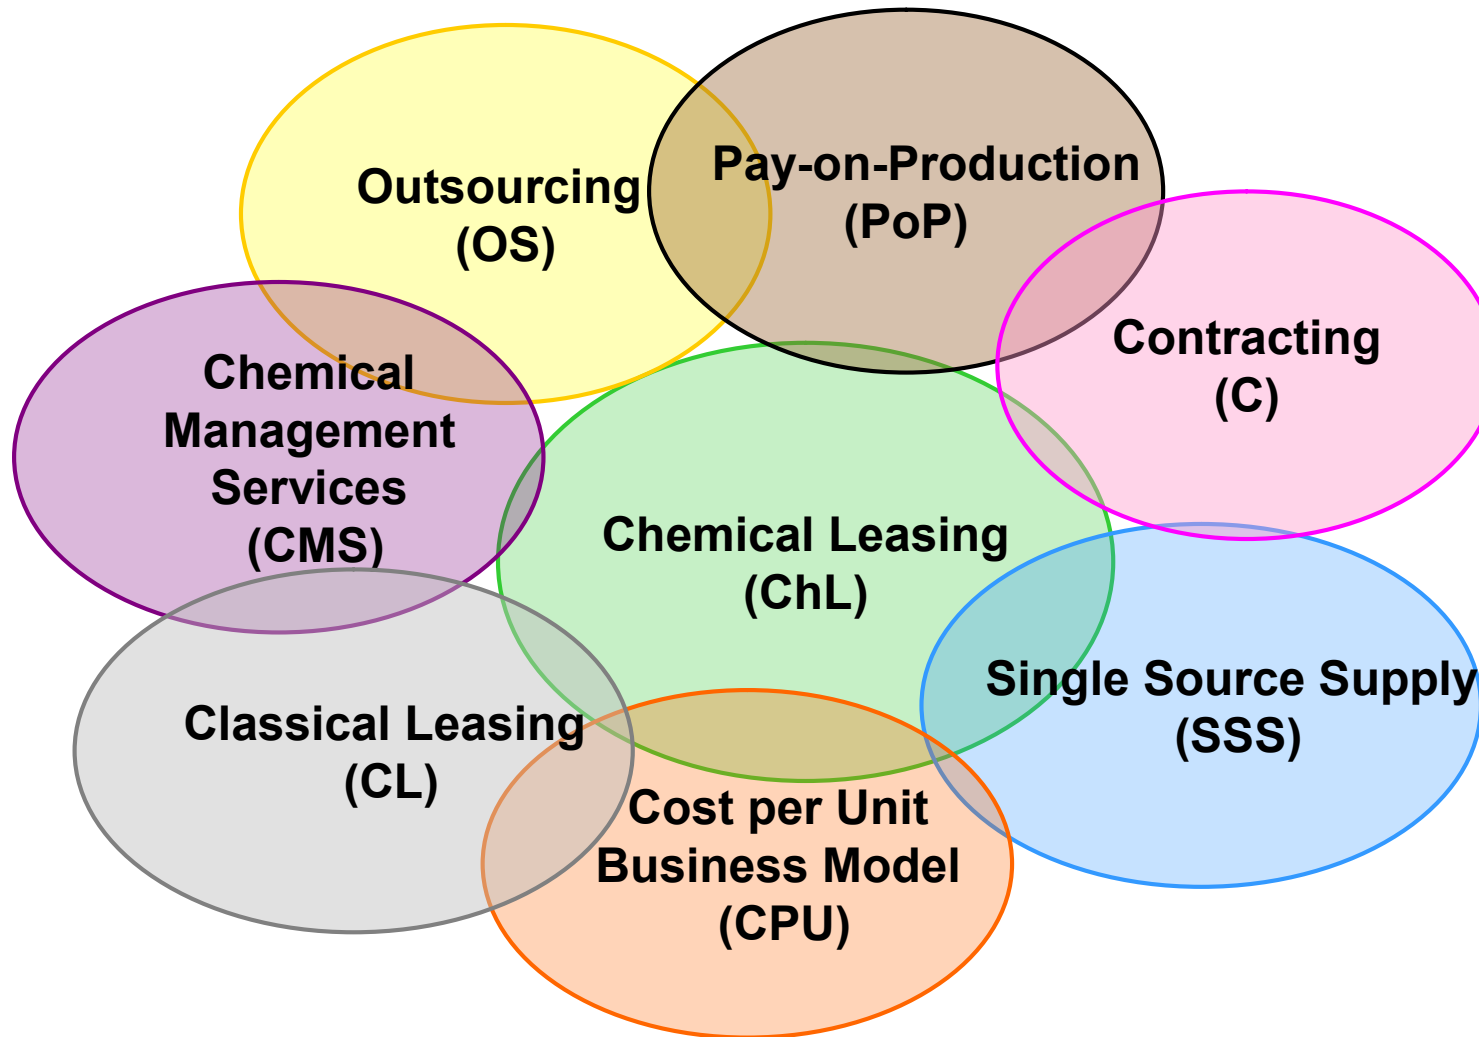 Outsourcing
(OS)
Pay-on-Production
(PoP)
Contracting
(C)
Chemical
Management
Services
(CMS)
Chemical Leasing
(ChL)
Single Source Supply
(SSS)
Classical Leasing
(CL)
Cost per Unit
Business Model
(CPU)